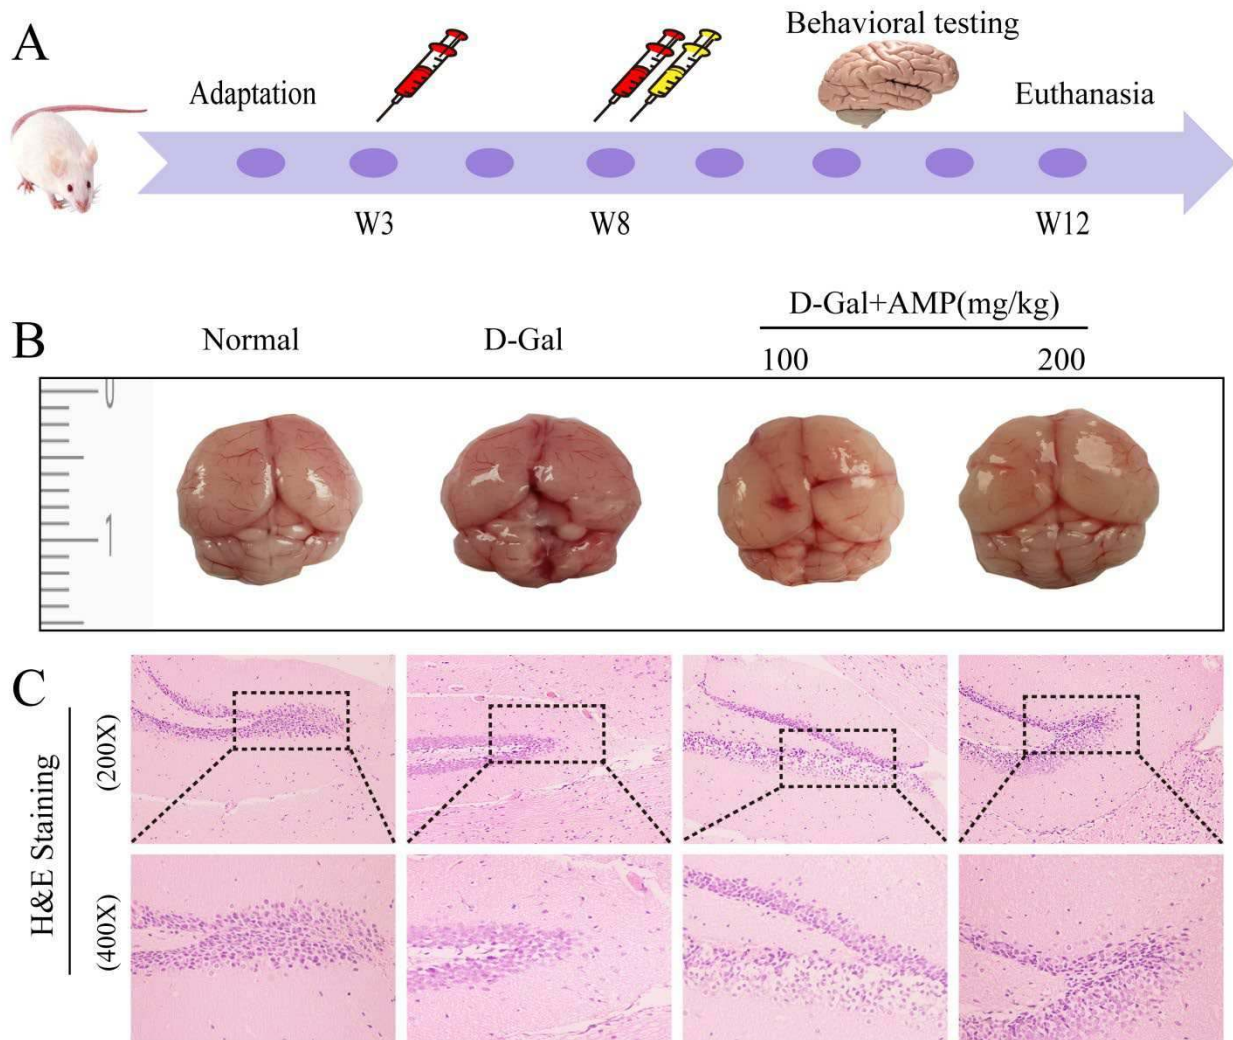 A
Behavioral testing
Adaptation
Euthanasia
W3
W8
W12
B
Normal
D-Gal
D-Gal+AMP(mg/kg)
100
200
0
1
C
H&E Staining
(200X)
(400X)